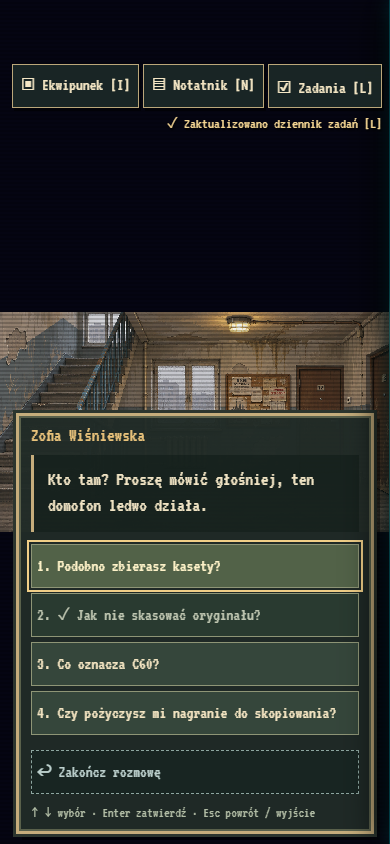 ▣ Ekwipunek [I]
▤ Notatnik [N]
☑ Zadania [L]
✓ Zaktualizowano dziennik zadań [L]
Zofia Wiśniewska
Kto tam? Proszę mówić głośniej, ten
domofon ledwo działa.
1. Podobno zbierasz kasety?
2. ✓ Jak nie skasować oryginału?
3. Co oznacza C60?
4. Czy pożyczysz mi nagranie do skopiowania?
↩ Zakończ rozmowę
↑ ↓ wybór · Enter zatwierdź · Esc powrót / wyjście